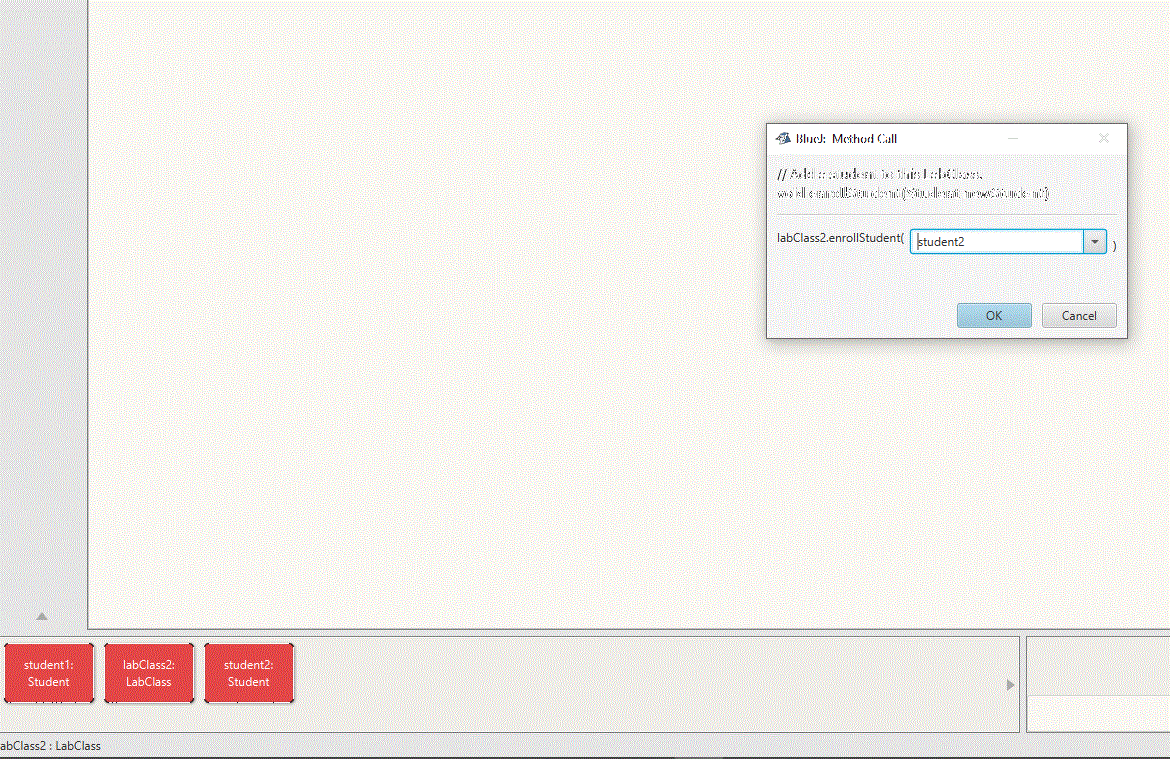 BlueJ: Method Call
// Add a student to this LabClass.
void enrollStudent(Student newStudent)
labClass2.enrollStudent( student2 )
OK Cancel
student1: labClass2: student2:
Student LabClass Student
abClass2 : LabClass